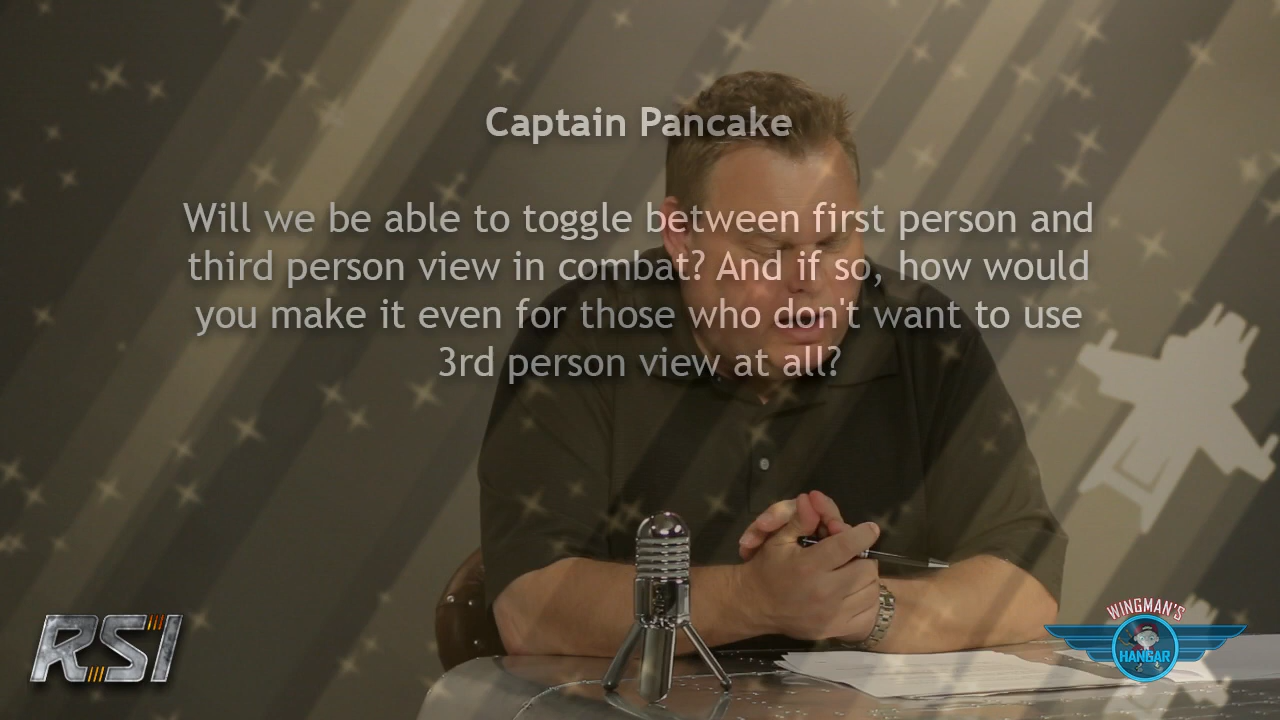 Captain Pancake
Will we be able to toggle between first person and
third person view in combat? And if so, how would
you make it even for those who don't want to use
3rd person view at all?
RSI
WINGMAN'S
HANGAR